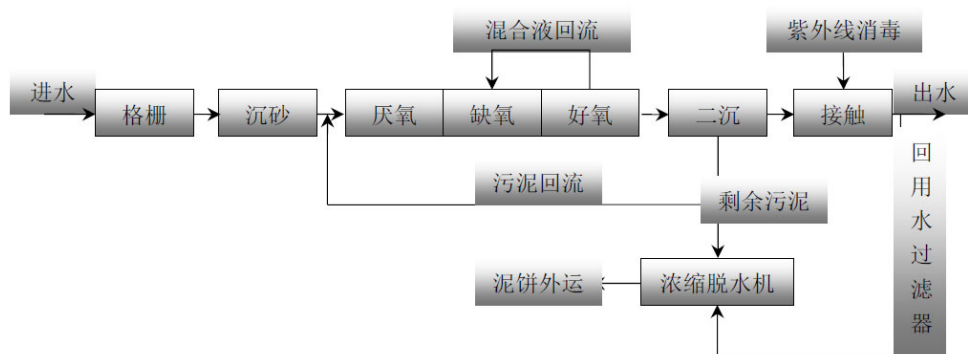 混合液回流
紫外线消毒
进水
格栅
沉砂
厌氧
缺氧
好氧
二沉
接触
出水
污泥回流
剩余污泥
回用水过滤器
泥饼外运
浓缩脱水机